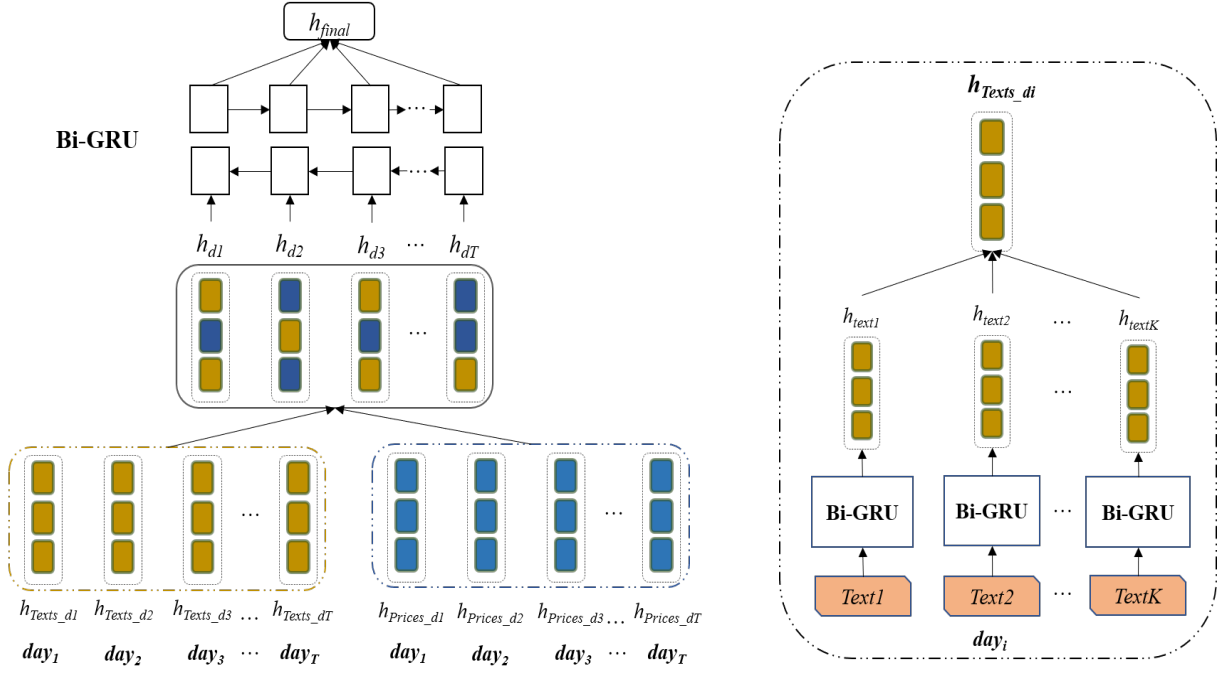 h_final
Bi-GRU
h_d1 h_d2 h_d3 ... h_dT
...
... ...
h_Texts_d1 h_Texts_d2 h_Texts_d3 ... h_Texts_dT h_Prices_d1 h_Prices_d2 h_Prices_d3 ... h_Prices_dT
day_1 day_2 day_3 ... day_T day_1 day_2 day_3 ... day_T
h_Texts_di
h_text1 h_text2 ... h_textK
...
Bi-GRU Bi-GRU ... Bi-GRU
Text1 Text2 ... TextK
day_i